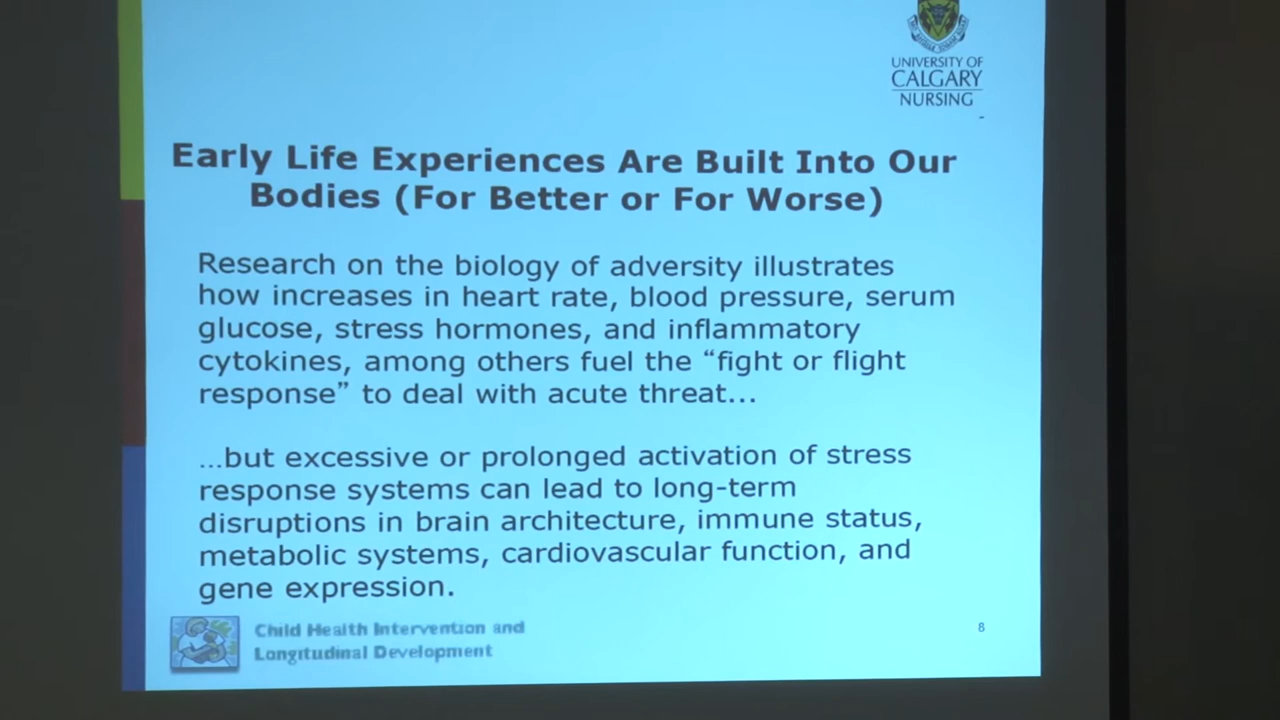 UNIVERSITY OF
CALGARY
NURSING
Early Life Experiences Are Built Into Our
Bodies (For Better or For Worse)
Research on the biology of adversity illustrates
how increases in heart rate, blood pressure, serum
glucose, stress hormones, and inflammatory
cytokines, among others fuel the “fight or flight
response” to deal with acute threat…
…but excessive or prolonged activation of stress
response systems can lead to long-term
disruptions in brain architecture, immune status,
metabolic systems, cardiovascular function, and
gene expression.
Child Health Intervention and
Longitudinal Development
8